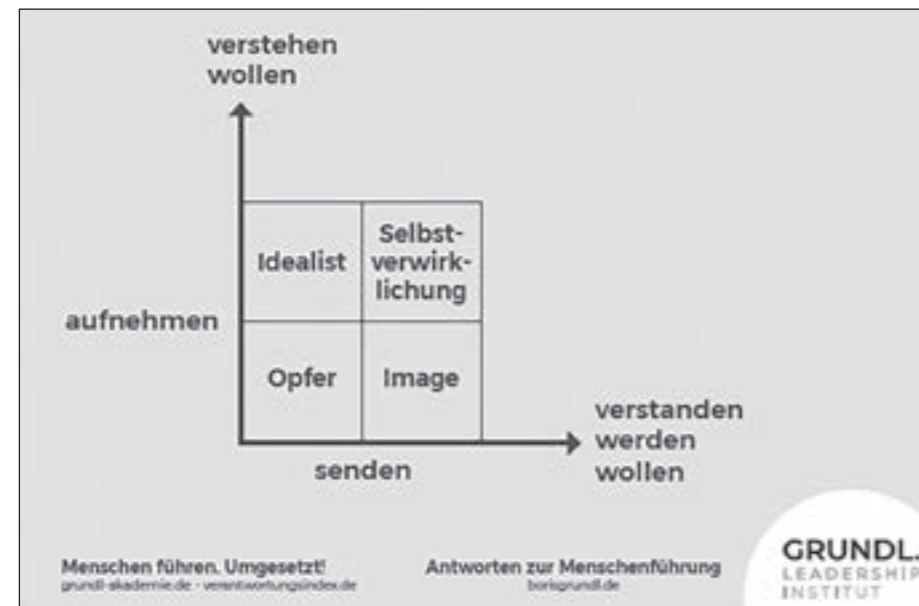 verstehen
wollen
Idealist
Selbst-
verwirk-
lichung
aufnehmen
Opfer
Image
verstanden
werden
wollen
senden
Menschen führen. Umgesetzt!
grundl-akademie.de - verantwortungsindex.de
Antworten zur Menschenführung
borisgrundl.de
GRUNDL.
LEADERSHIP
INSTITUT